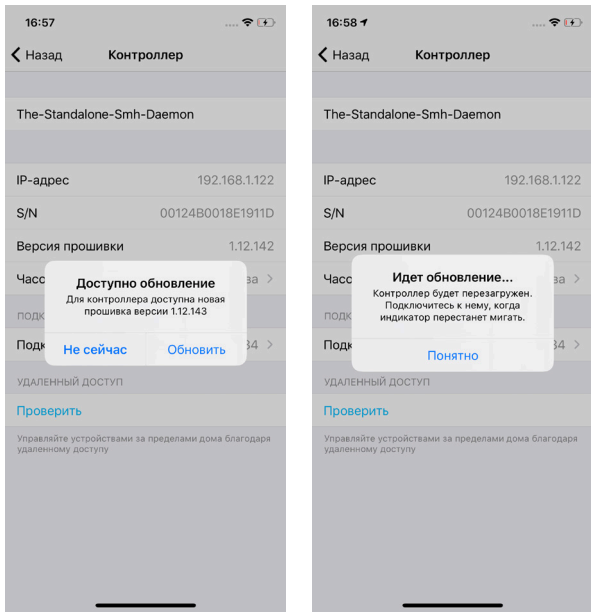 16:57
Назад
Контроллер
The-Standalone-Smh-Daemon
IP-адрес 192.168.1.122
S/N 00124B0018E1911D
Версия прошивки 1.12.142
Доступно обновление
Для контроллера доступна новая
прошивка версии 1.12.143
Не сейчас Обновить
УДАЛЕННЫЙ ДОСТУП
Проверить
Управляйте устройствами за пределами дома благодаря
удаленному доступу
16:58
Назад
Контроллер
The-Standalone-Smh-Daemon
IP-адрес 192.168.1.122
S/N 00124B0018E1911D
Версия прошивки 1.12.142
Идет обновление...
Контроллер будет перезагружен.
Подключитесь к нему, когда
индикатор перестанет мигать.
Понятно
УДАЛЕННЫЙ ДОСТУП
Проверить
Управляйте устройствами за пределами дома благодаря
удаленному доступу